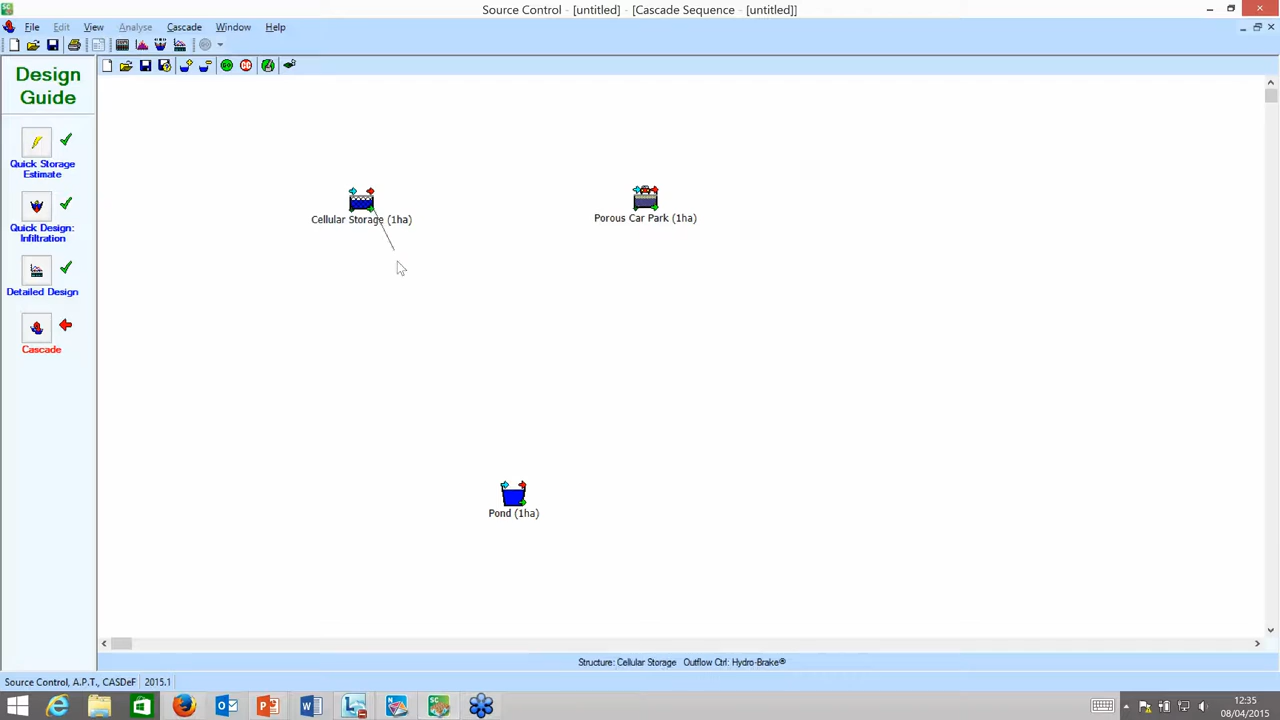 Source Control - [untitled] - [Cascade Sequence - [untitled]]
File Edit View Analyse Cascade Window Help
Design
Guide
Quick Storage
Estimate
Quick Design:
Infiltration
Detailed Design
Cascade
Cellular Storage (1ha)
Porous Car Park (1ha)
Pond (1ha)
Structure: Cellular Storage Outflow Ctrl: Hydro-Brake®
Source Control, A.P.T., CASDeF 2015.1
12:35
08/04/2015